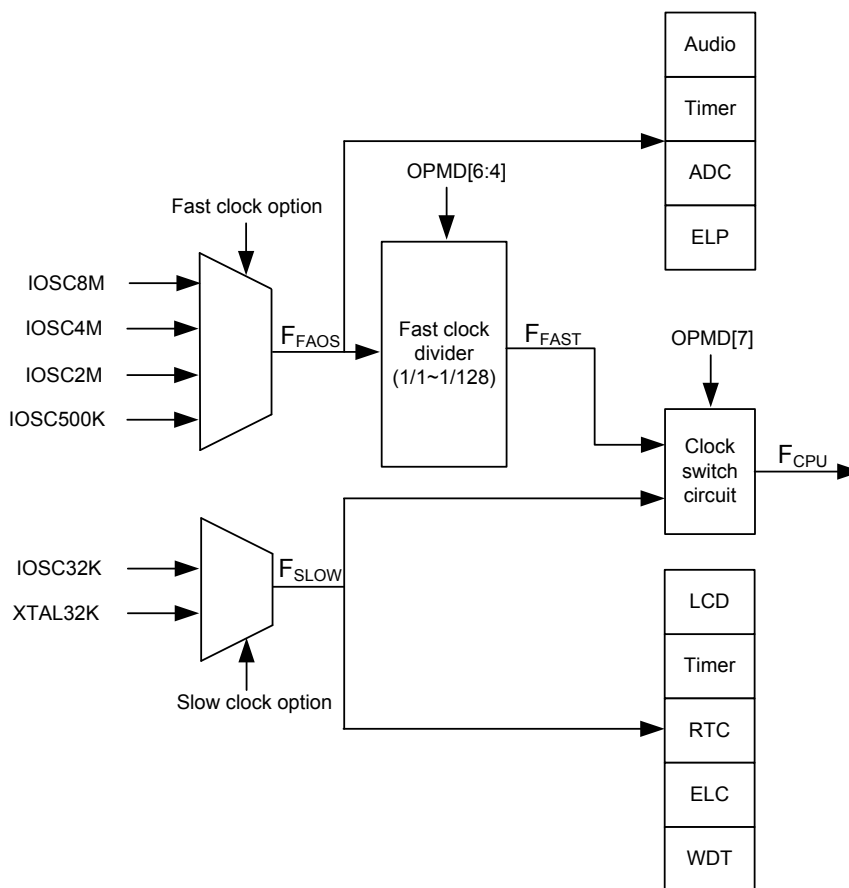 Audio
Timer
ADC
ELP
OPMD[6:4]
Fast clock option
IOSC8M
IOSC4M
IOSC2M
IOSC500K
FFAOS
Fast clock
divider
(1/1~1/128)
FFAST
OPMD[7]
Clock
switch
circuit
FCPU
IOSC32K
XTAL32K
FSLOW
Slow clock option
LCD
Timer
RTC
ELC
WDT